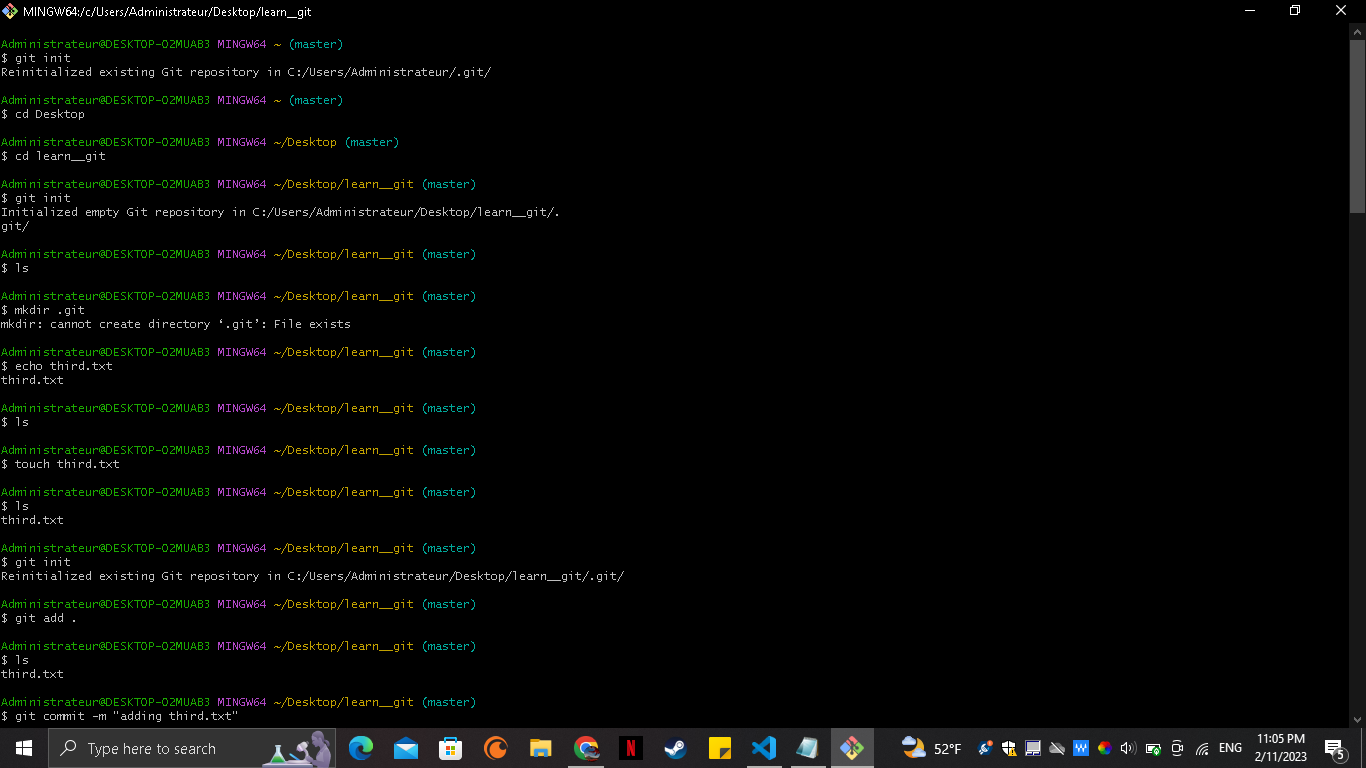 MINGW64:/c/Users/Administrateur/Desktop/learn__git
Administrateur@DESKTOP-O2MUAB3 MINGW64 ~ (master)
$ git init
Reinitialized existing Git repository in C:/Users/Administrateur/.git/
Administrateur@DESKTOP-O2MUAB3 MINGW64 ~ (master)
$ cd Desktop
Administrateur@DESKTOP-O2MUAB3 MINGW64 ~/Desktop (master)
$ cd learn__git
Administrateur@DESKTOP-O2MUAB3 MINGW64 ~/Desktop/learn__git (master)
$ git init
Initialized empty Git repository in C:/Users/Administrateur/Desktop/learn__git/.
git/
Administrateur@DESKTOP-O2MUAB3 MINGW64 ~/Desktop/learn__git (master)
$ ls
Administrateur@DESKTOP-O2MUAB3 MINGW64 ~/Desktop/learn__git (master)
$ mkdir .git
mkdir: cannot create directory ‘.git’: File exists
Administrateur@DESKTOP-O2MUAB3 MINGW64 ~/Desktop/learn__git (master)
$ echo third.txt
third.txt
Administrateur@DESKTOP-O2MUAB3 MINGW64 ~/Desktop/learn__git (master)
$ ls
Administrateur@DESKTOP-O2MUAB3 MINGW64 ~/Desktop/learn__git (master)
$ touch third.txt
Administrateur@DESKTOP-O2MUAB3 MINGW64 ~/Desktop/learn__git (master)
$ ls
third.txt
Administrateur@DESKTOP-O2MUAB3 MINGW64 ~/Desktop/learn__git (master)
$ git init
Reinitialized existing Git repository in C:/Users/Administrateur/Desktop/learn__git/.git/
Administrateur@DESKTOP-O2MUAB3 MINGW64 ~/Desktop/learn__git (master)
$ git add .
Administrateur@DESKTOP-O2MUAB3 MINGW64 ~/Desktop/learn__git (master)
$ ls
third.txt
Administrateur@DESKTOP-O2MUAB3 MINGW64 ~/Desktop/learn__git (master)
$ git commit -m "adding third.txt"
Type here to search
52°F
ENG
11:05 PM
2/11/2023
5